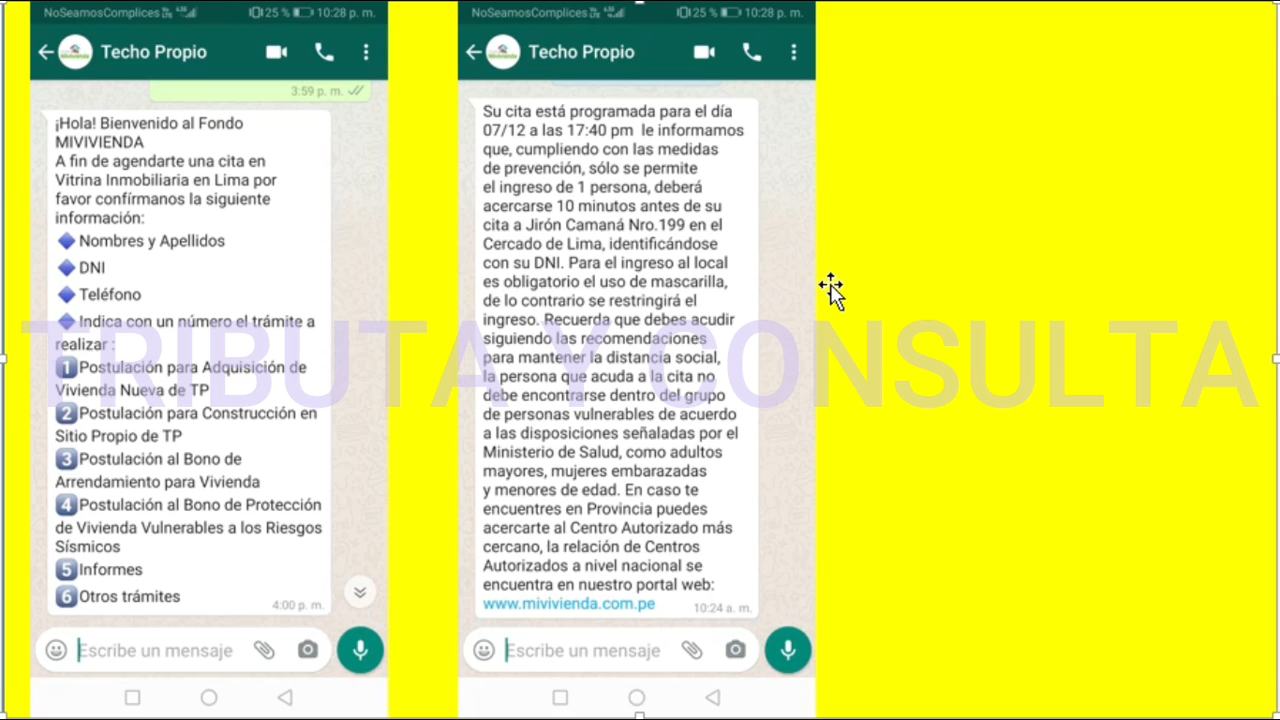 NoSeamosComplices 25 % 10:28 p. m.
Techo Propio
3:59 p. m.
¡Hola! Bienvenido al Fondo
MIVIVIENDA
A fin de agendarte una cita en
Vitrina Inmobiliaria en Lima por
favor confírmanos la siguiente
información:
Nombres y Apellidos
DNI
Teléfono
Indica con un número el trámite a
realizar :
1 Postulación para Adquisición de
Vivienda Nueva de TP
2 Postulación para Construcción en
Sitio Propio de TP
3 Postulación al Bono de
Arrendamiento para Vivienda
4 Postulación al Bono de Protección
de Vivienda Vulnerables a los Riesgos
Sísmicos
5 Informes
6 Otros trámites
4:00 p. m.
Escribe un mensaje
NoSeamosComplices 25 % 10:28 p. m.
Techo Propio
Su cita está programada para el día
07/12 a las 17:40 pm le informamos
que, cumpliendo con las medidas
de prevención, sólo se permite
el ingreso de 1 persona, deberá
acercarse 10 minutos antes de su
cita a Jirón Camaná Nro.199 en el
Cercado de Lima, identificándose
con su DNI. Para el ingreso al local
es obligatorio el uso de mascarilla,
de lo contrario se restringirá el
ingreso. Recuerda que debes acudir
siguiendo las recomendaciones
para mantener la distancia social,
la persona que acuda a la cita no
debe encontrarse dentro del grupo
de personas vulnerables de acuerdo
a las disposiciones señaladas por el
Ministerio de Salud, como adultos
mayores, mujeres embarazadas
y menores de edad. En caso te
encuentres en Provincia puedes
acercarte al Centro Autorizado más
cercano, la relación de Centros
Autorizados a nivel nacional se
encuentra en nuestro portal web:
www.mivivienda.com.pe
10:24 a. m.
Escribe un mensaje
TRIBUTA Y CONSULTA